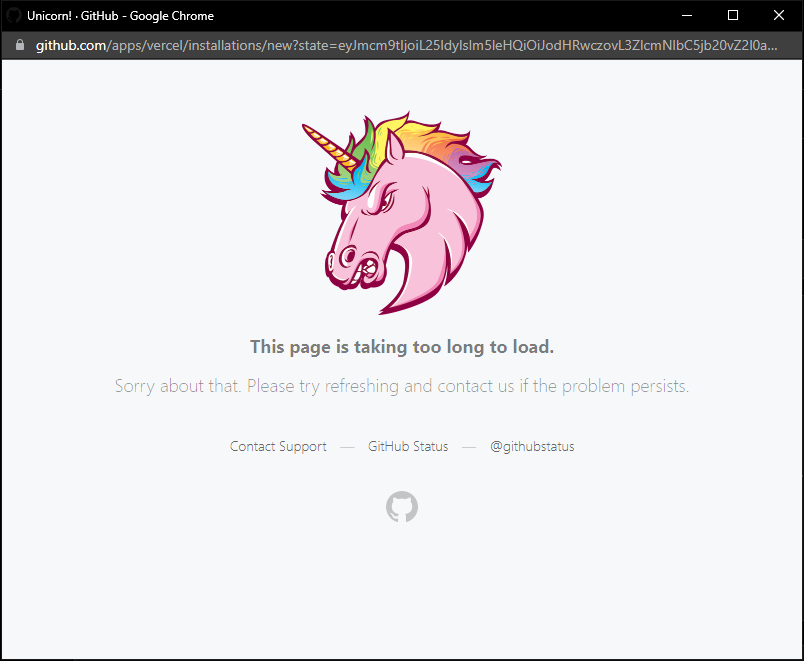 Unicorn! · GitHub - Google Chrome
github.com/apps/vercel/installations/new?state=eyJmcm9tIjoiL25ldyIsIm5leHQiOiJodHRwczovL3ZlcmNlbC5jb20vZ2l0a...
This page is taking too long to load.
Sorry about that. Please try refreshing and contact us if the problem persists.
Contact Support — GitHub Status — @githubstatus